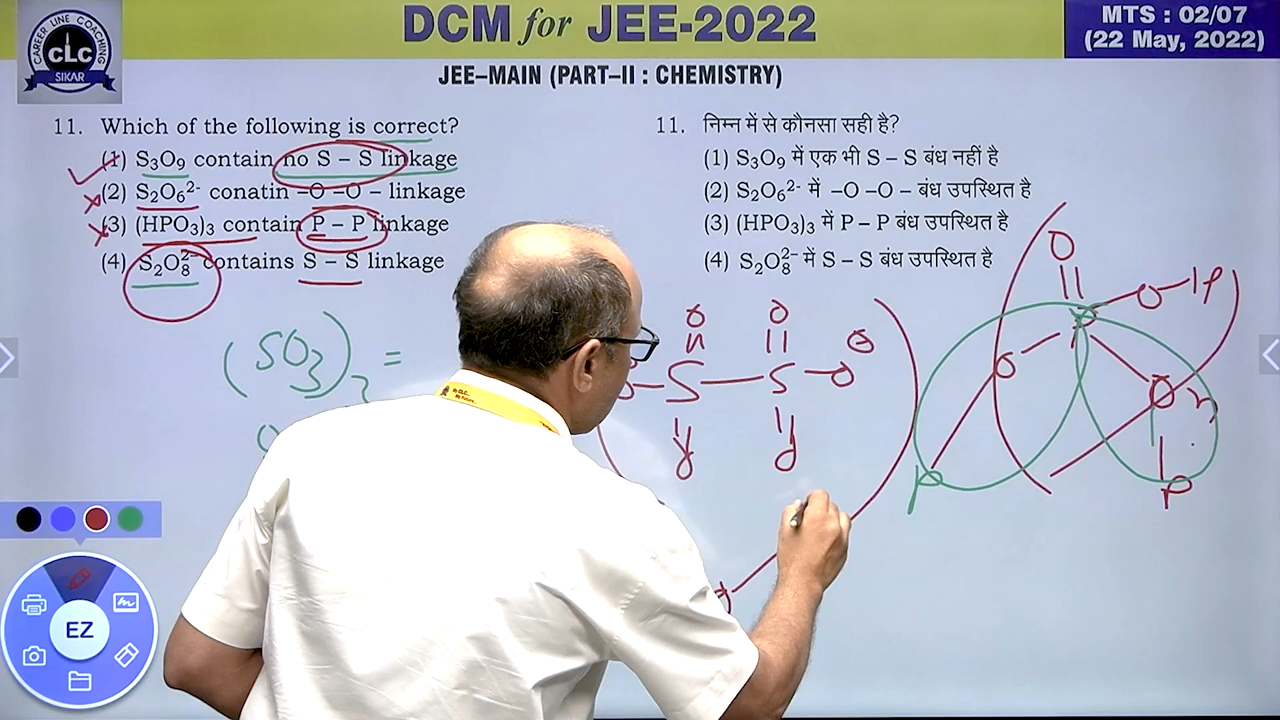 DCM for JEE-2022
MTS : 02/07
(22 May, 2022)
CAREER LINE COACHING
CLC
SIKAR
JEE–MAIN (PART–II : CHEMISTRY)
11. Which of the following is correct?
(1) S₃O₉ contain no S – S linkage
(2) S₂O₆²⁻ conatin –O –O – linkage
(3) (HPO₃)₃ contain P – P linkage
(4) S₂O₈²⁻ contains S – S linkage
11. निम्न में से कौनसा सही है?
(1) S₃O₉ में एक भी S – S बंध नहीं है
(2) S₂O₆²⁻ में –O –O – बंध उपस्थित है
(3) (HPO₃)₃ में P – P बंध उपस्थित है
(4) S₂O₈²⁻ में S – S बंध उपस्थित है
(SO₃)₃ =
O O
S — S — O
O
P O P
O
P P
EZ